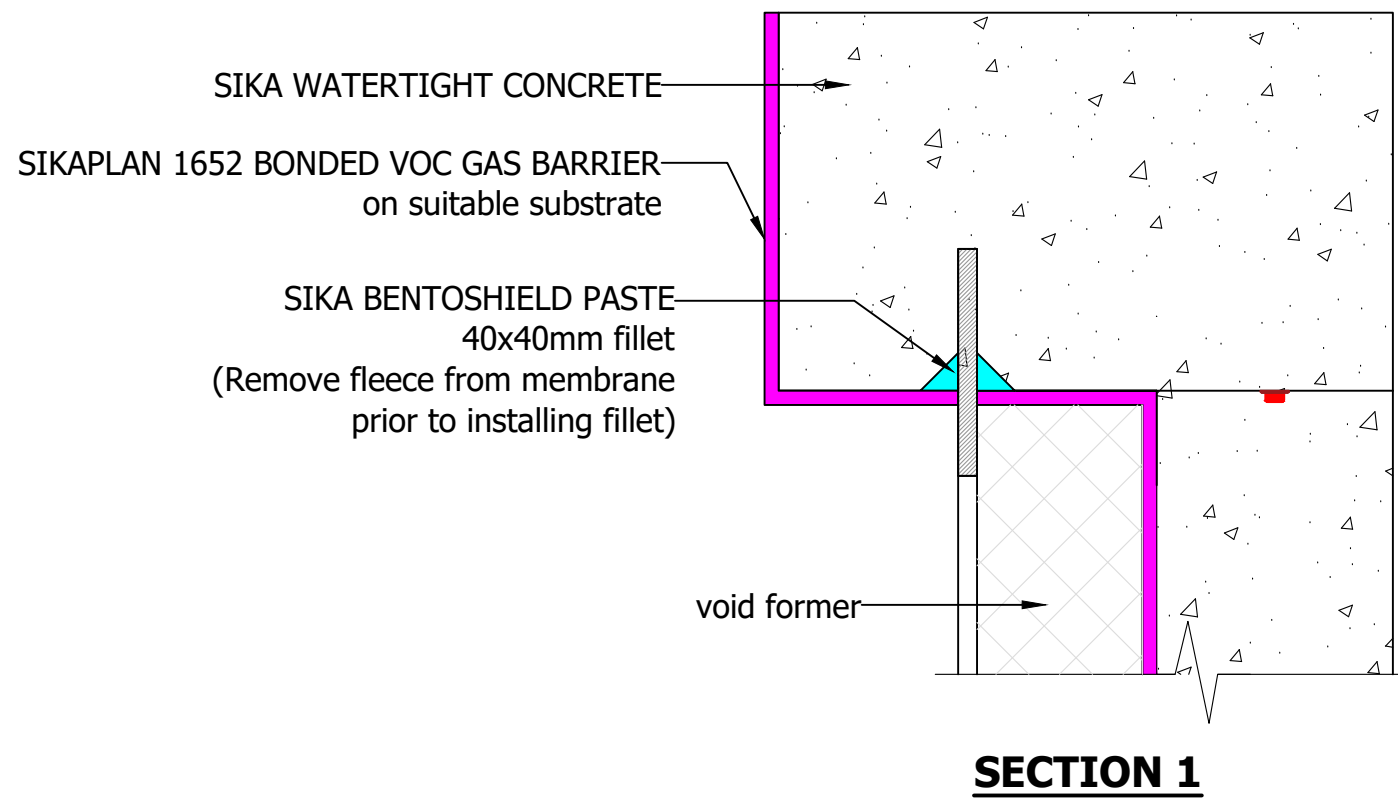 SIKA WATERTIGHT CONCRETE
SIKAPLAN 1652 BONDED VOC GAS BARRIER
on suitable substrate
SIKA BENTOSHIELD PASTE
40x40mm fillet
(Remove fleece from membrane
prior to installing fillet)
void former
SECTION 1